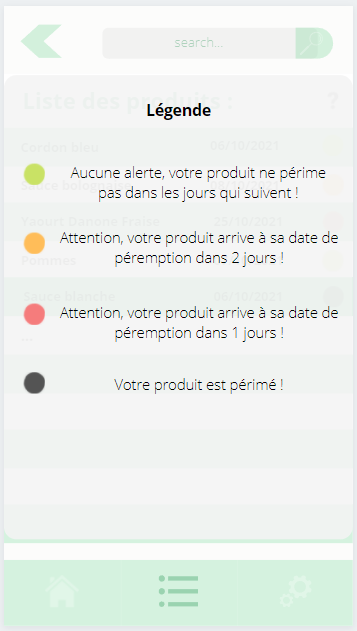 search...
Liste des produits : ?
Légende
Cordon bleu 06/10/2021
Aucune alerte, votre produit ne périme
pas dans les jours qui suivent !
Yaourt Danone Fraise 25/10/2021
Attention, votre produit arrive à sa date de
péremption dans 2 jours !
Pommes
Sauce blanche 06/10/2021
Attention, votre produit arrive à sa date de
péremption dans 1 jours !
...
Votre produit est périmé !